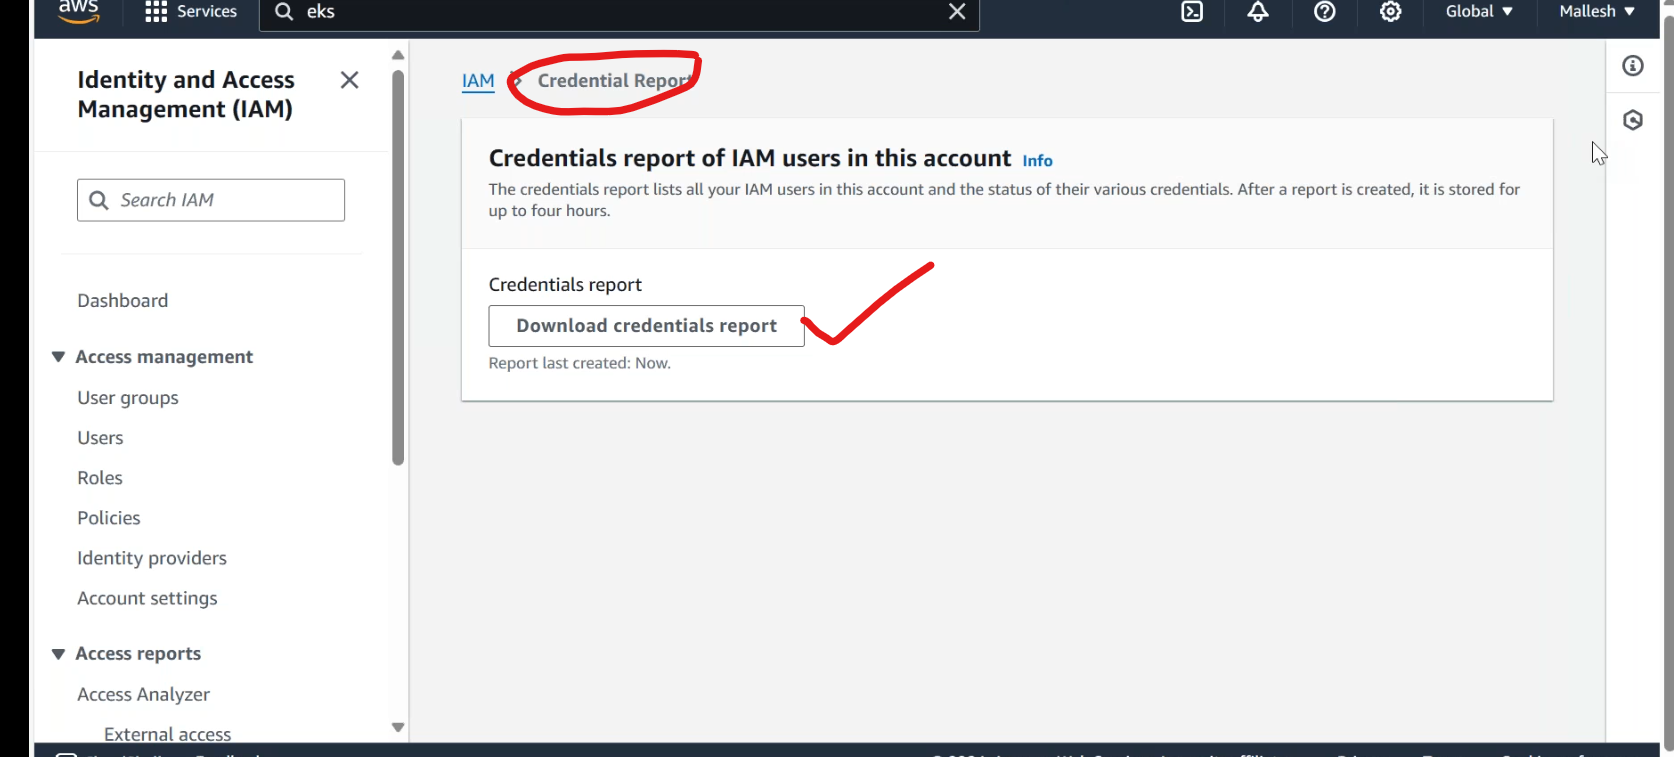 aws
Services
eks
Global
Mallesh
Identity and Access
Management (IAM)
Search IAM
Dashboard
Access management
User groups
Users
Roles
Policies
Identity providers
Account settings
Access reports
Access Analyzer
External access
IAM > Credential Report
Credentials report of IAM users in this account Info
The credentials report lists all your IAM users in this account and the status of their various credentials. After a report is created, it is stored for
up to four hours.
Credentials report
Download credentials report
Report last created: Now.